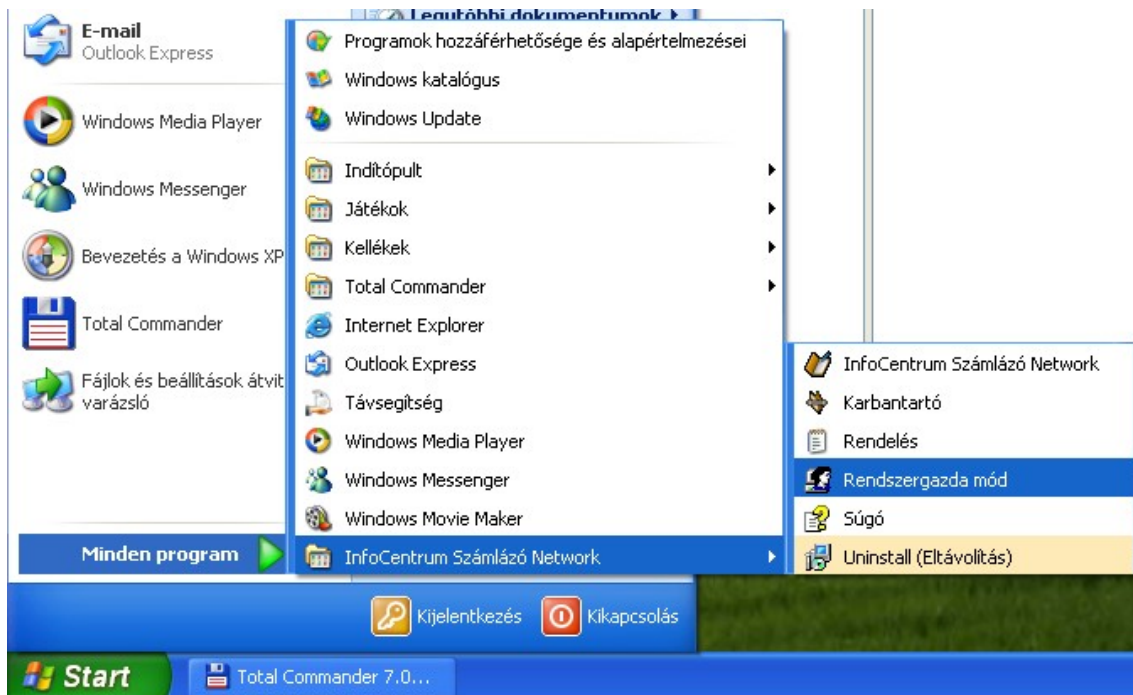 Legutóbbi dokumentumok
E-mail
Outlook Express
Windows Media Player
Windows Messenger
Bevezetés a Windows XP
Total Commander
Fájlok és beállítások átvit
varázsló
Minden program
Programok hozzáférhetősége és alapértelmezései
Windows katalógus
Windows Update
Indítópult
Játékok
Kellékek
Total Commander
Internet Explorer
Outlook Express
Távsegítség
Windows Media Player
Windows Messenger
Windows Movie Maker
InfoCentrum Számlázó Network
InfoCentrum Számlázó Network
Karbantartó
Rendelés
Rendszergazda mód
Súgó
Uninstall (Eltávolítás)
Kijelentkezés
Kikapcsolás
Start
Total Commander 7.0...